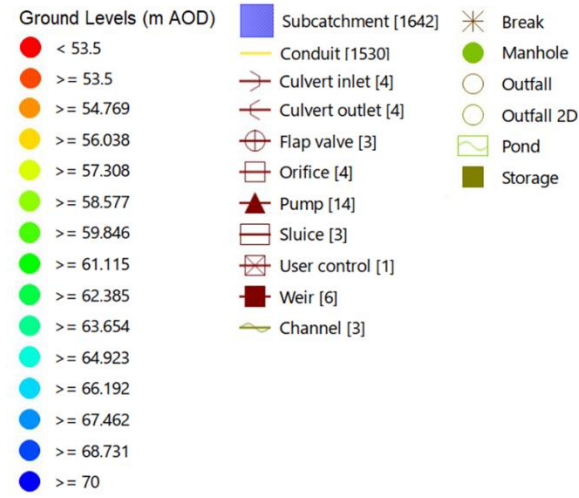 Ground Levels (m AOD)
< 53.5
>= 53.5
>= 54.769
>= 56.038
>= 57.308
>= 58.577
>= 59.846
>= 61.115
>= 62.385
>= 63.654
>= 64.923
>= 66.192
>= 67.462
>= 68.731
>= 70
Subcatchment [1642]
Conduit [1530]
Culvert inlet [4]
Culvert outlet [4]
Flap valve [3]
Orifice [4]
Pump [14]
Sluice [3]
User control [1]
Weir [6]
Channel [3]
Break
Manhole
Outfall
Outfall 2D
Pond
Storage